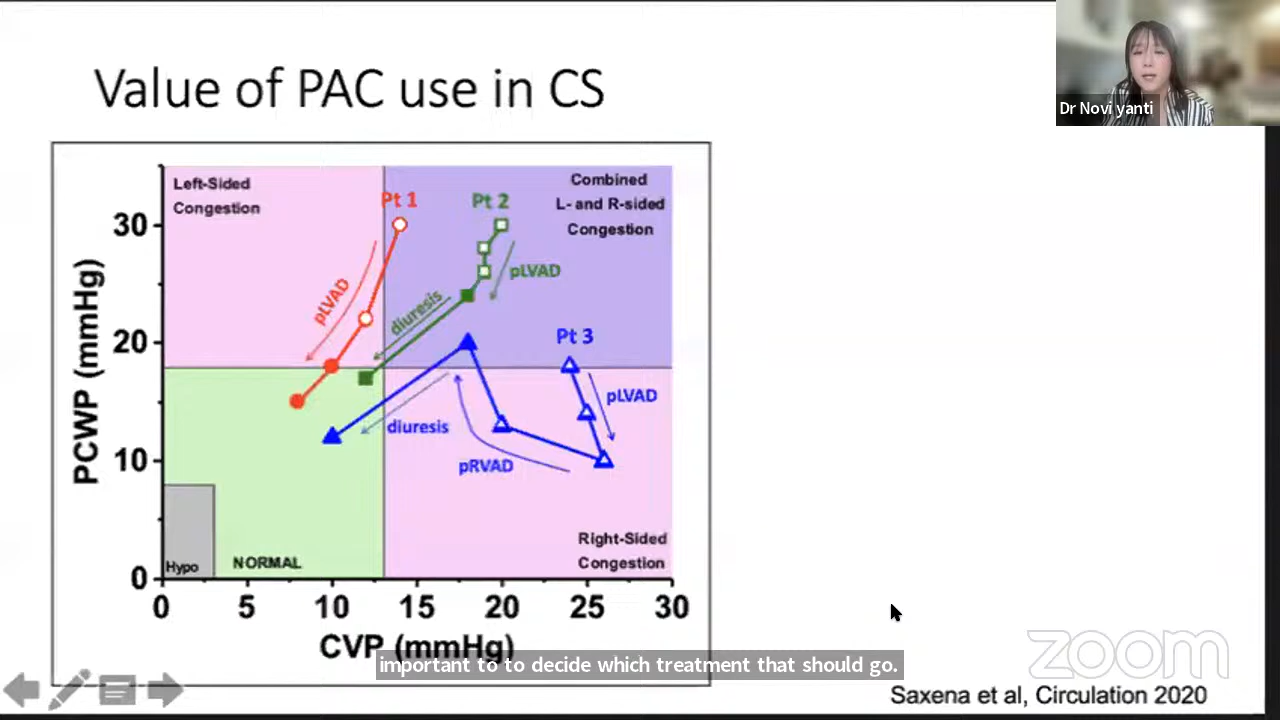 Value of PAC use in CS
Dr Novi yanti
Left-Sided
Congestion
Combined
L- and R-sided
Congestion
Pt 1
Pt 2
Pt 3
pLVAD
pLVAD
diuresis
pLVAD
diuresis
pRVAD
Right-Sided
Congestion
Hypo
NORMAL
PCWP (mmHg)
30
20
10
0
0 5 10 15 20 25 30
CVP (mmHg)
important to to decide which treatment that should go.
zoom
Saxena et al, Circulation 2020